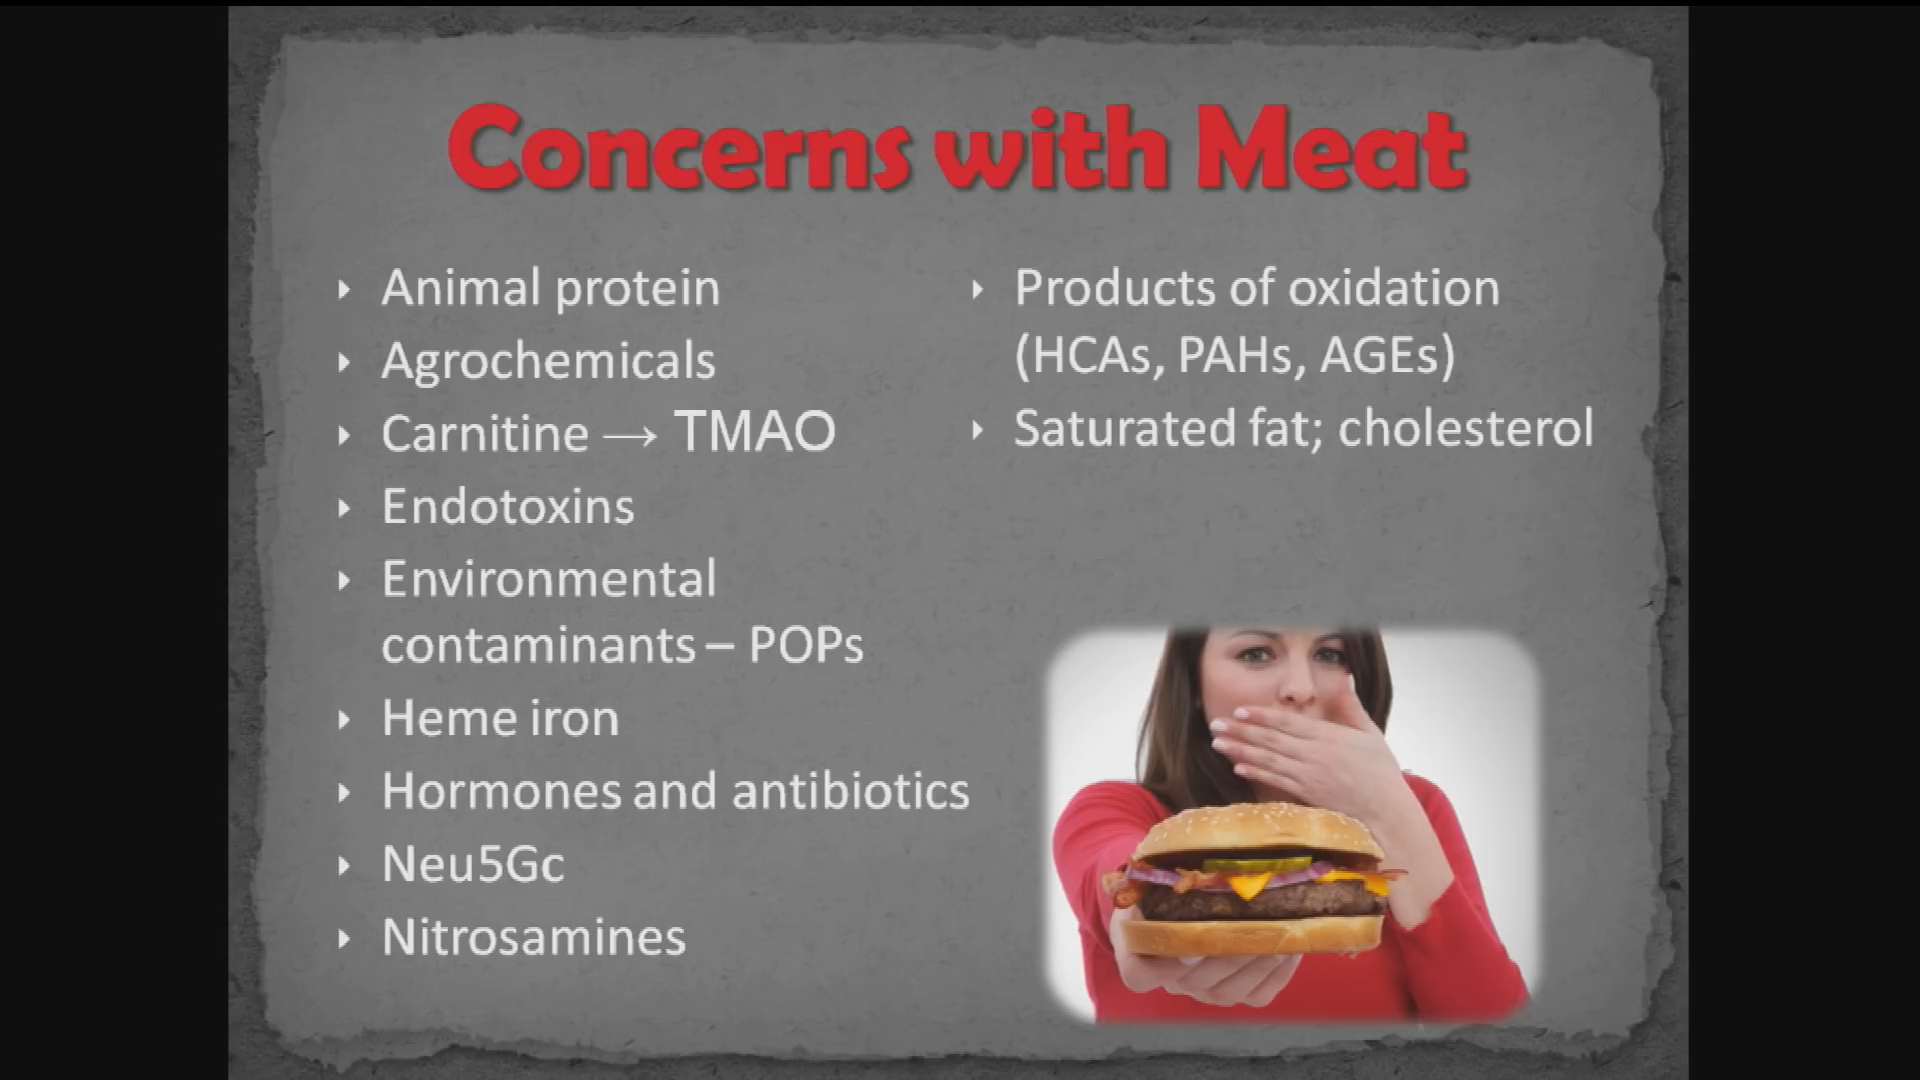 Concerns with Meat
Animal protein
Agrochemicals
Carnitine → TMAO
Endotoxins
Environmental
contaminants – POPs
Heme iron
Hormones and antibiotics
Neu5Gc
Nitrosamines
Products of oxidation
(HCAs, PAHs, AGEs)
Saturated fat; cholesterol